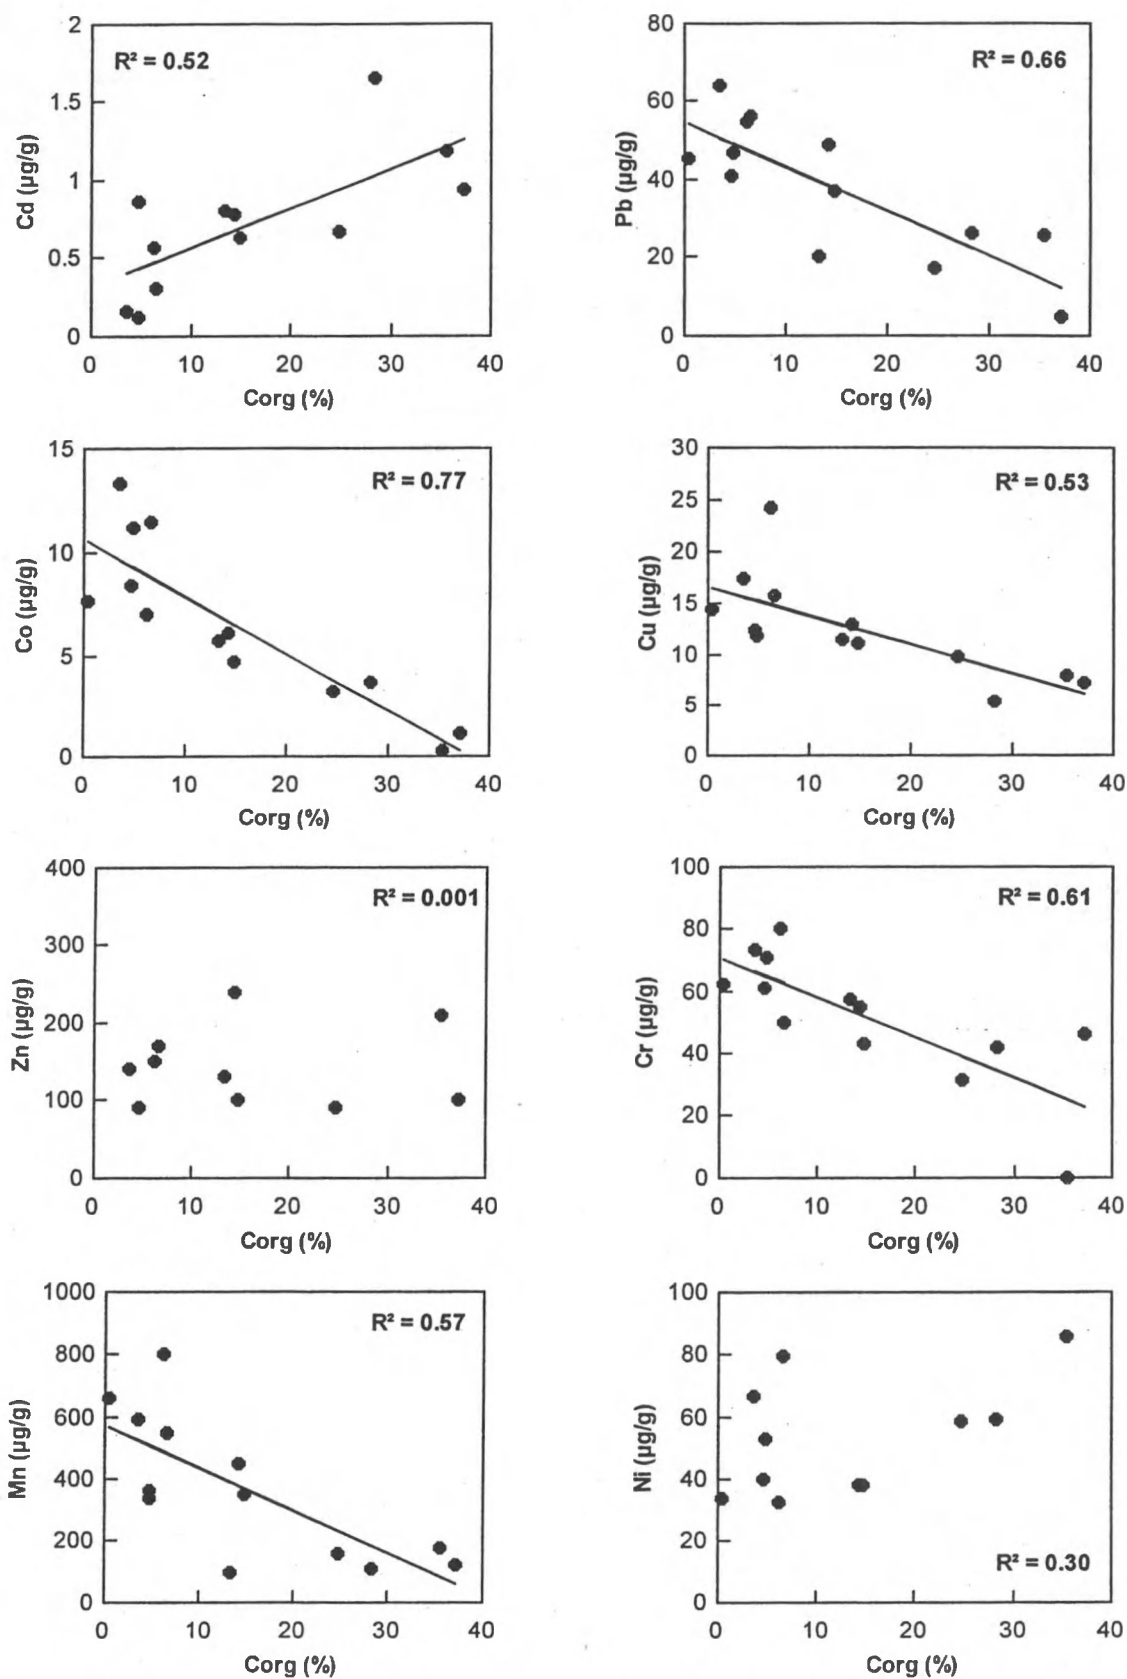 2
1.5
1
0.5
0
Cd (µg/g)
R² = 0.52
0 10 20 30 40
Corg (%)
80
60
40
20
0
Pb (µg/g)
R² = 0.66
0 10 20 30 40
Corg (%)
15
10
5
0
Co (µg/g)
R² = 0.77
0 10 20 30 40
Corg (%)
30
25
20
15
10
5
0
Cu (µg/g)
R² = 0.53
0 10 20 30 40
Corg (%)
400
300
200
100
0
Zn (µg/g)
R² = 0.001
0 10 20 30 40
Corg (%)
100
80
60
40
20
0
Cr (µg/g)
R² = 0.61
0 10 20 30 40
Corg (%)
1000
800
600
400
200
0
Mn (µg/g)
R² = 0.57
0 10 20 30 40
Corg (%)
100
80
60
40
20
0
Ni (µg/g)
R² = 0.30
0 10 20 30 40
Corg (%)